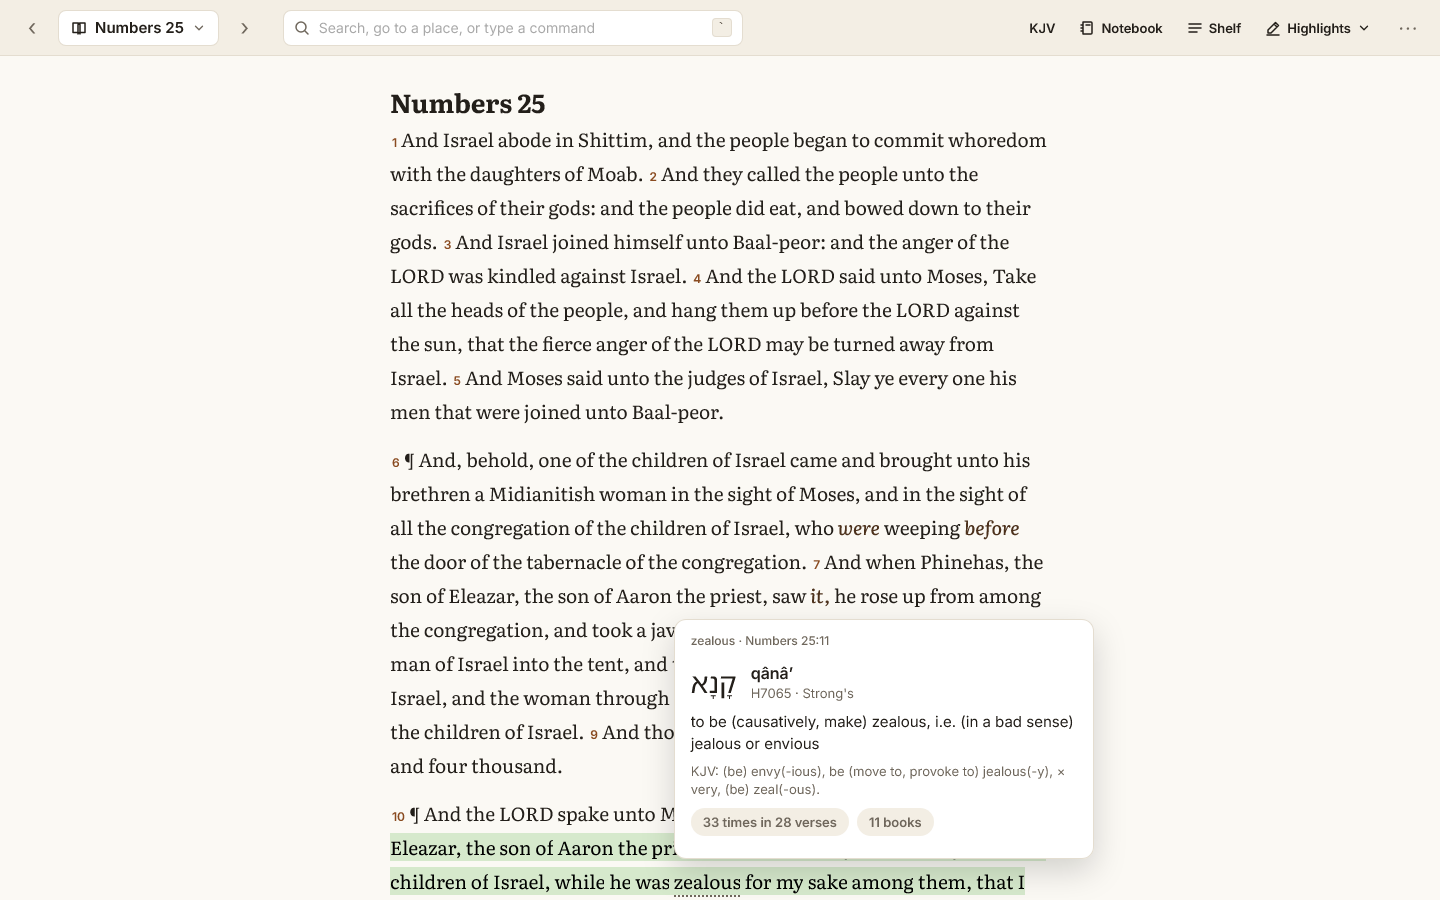 Numbers 25
Search, go to a place, or type a command
`
KJV
Notebook
Shelf
Highlights
Numbers 25
1 And Israel abode in Shittim, and the people began to commit whoredom
with the daughters of Moab. 2 And they called the people unto the
sacrifices of their gods: and the people did eat, and bowed down to their
gods. 3 And Israel joined himself unto Baal-peor: and the anger of the
LORD was kindled against Israel. 4 And the LORD said unto Moses, Take
all the heads of the people, and hang them up before the LORD against
the sun, that the fierce anger of the LORD may be turned away from
Israel. 5 And Moses said unto the judges of Israel, Slay ye every one his
men that were joined unto Baal-peor.
6 ¶ And, behold, one of the children of Israel came and brought unto his
brethren a Midianitish woman in the sight of Moses, and in the sight of
all the congregation of the children of Israel, who were weeping before
the door of the tabernacle of the congregation. 7 And when Phinehas, the
son of Eleazar, the son of Aaron the priest, saw it, he rose up from among
the congregation, and took a
man of Israel into the tent, and
Israel, and the woman through
the children of Israel. 9 And
and four thousand.
10 ¶ And the LORD spake unto
Eleazar, the son of Aaron the
children of Israel, while he was zealous for my sake among them, that I
zealous · Numbers 25:11
קָנָא
qânâʼ
H7065 · Strong's
to be (causatively, make) zealous, i.e. (in a bad sense)
jealous or envious
KJV: (be) envy(-ious), be (move to, provoke to) jealous(-y), ×
very, (be) zeal(-ous).
33 times in 28 verses
11 books